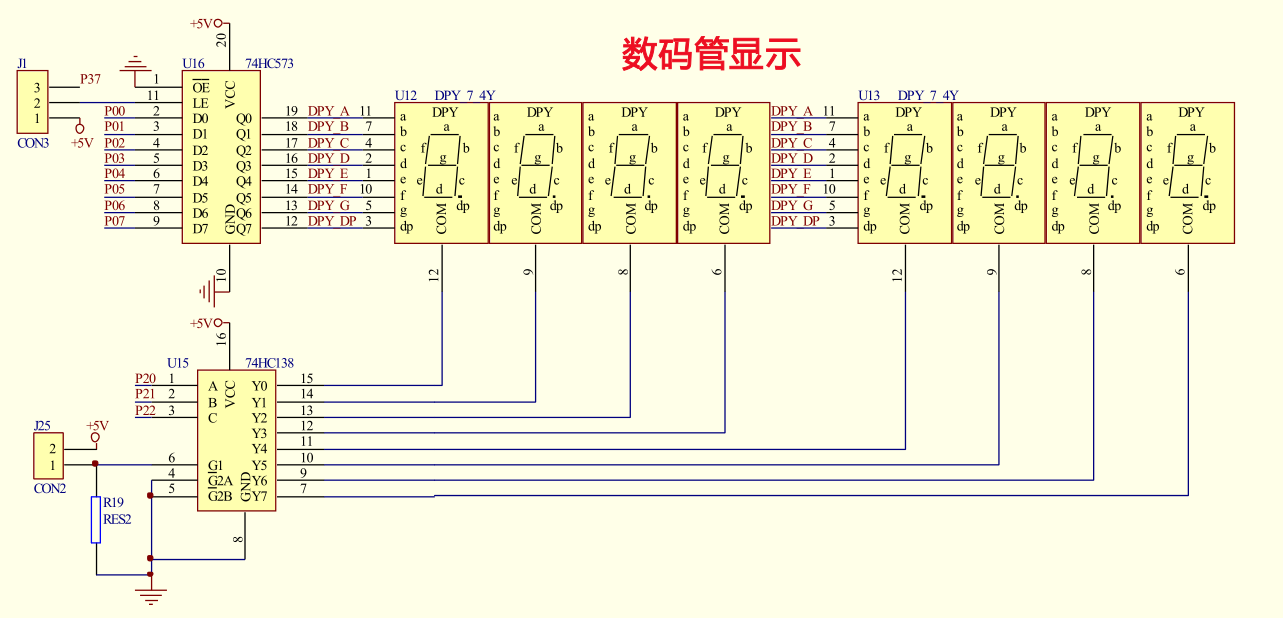 数码管显示
+5V
20
U16
74HC573
J1
3
2
1
CON3
P37
+5V
1
11
OE
LE
VCC
P00 2 D0
P01 3 D1
P02 4 D2
P03 5 D3
P04 6 D4
P05 7 D5
P06 8 D6
P07 9 D7
GND
10
Q0 19 DPY_A 11
Q1 18 DPY_B 7
Q2 17 DPY_C 4
Q3 16 DPY_D 2
Q4 15 DPY_E 1
Q5 14 DPY_F 10
Q6 13 DPY_G 5
Q7 12 DPY_DP 3
U12 DPY_7_4Y
a b c d e f g dp
DPY
a
f b
g
e c
d
dp
COM
12
a b c d e f g dp
DPY
a
f b
g
e c
d
dp
COM
9
a b c d e f g dp
DPY
a
f b
g
e c
d
dp
COM
8
a b c d e f g dp
DPY
a
f b
g
e c
d
dp
COM
6
DPY_A 11
DPY_B 7
DPY_C 4
DPY_D 2
DPY_E 1
DPY_F 10
DPY_G 5
DPY_DP 3
U13 DPY_7_4Y
a b c d e f g dp
DPY
a
f b
g
e c
d
dp
COM
12
a b c d e f g dp
DPY
a
f b
g
e c
d
dp
COM
9
a b c d e f g dp
DPY
a
f b
g
e c
d
dp
COM
8
a b c d e f g dp
DPY
a
f b
g
e c
d
dp
COM
6
+5V
16
U15
74HC138
P20 1 A
P21 2 B
P22 3 C
VCC
6 G1
4 G2A
5 G2B
GND
8
Y0 15
Y1 14
Y2 13
Y3 12
Y4 11
Y5 10
Y6 9
Y7 7
J25
+5V
2
1
CON2
R19
RES2